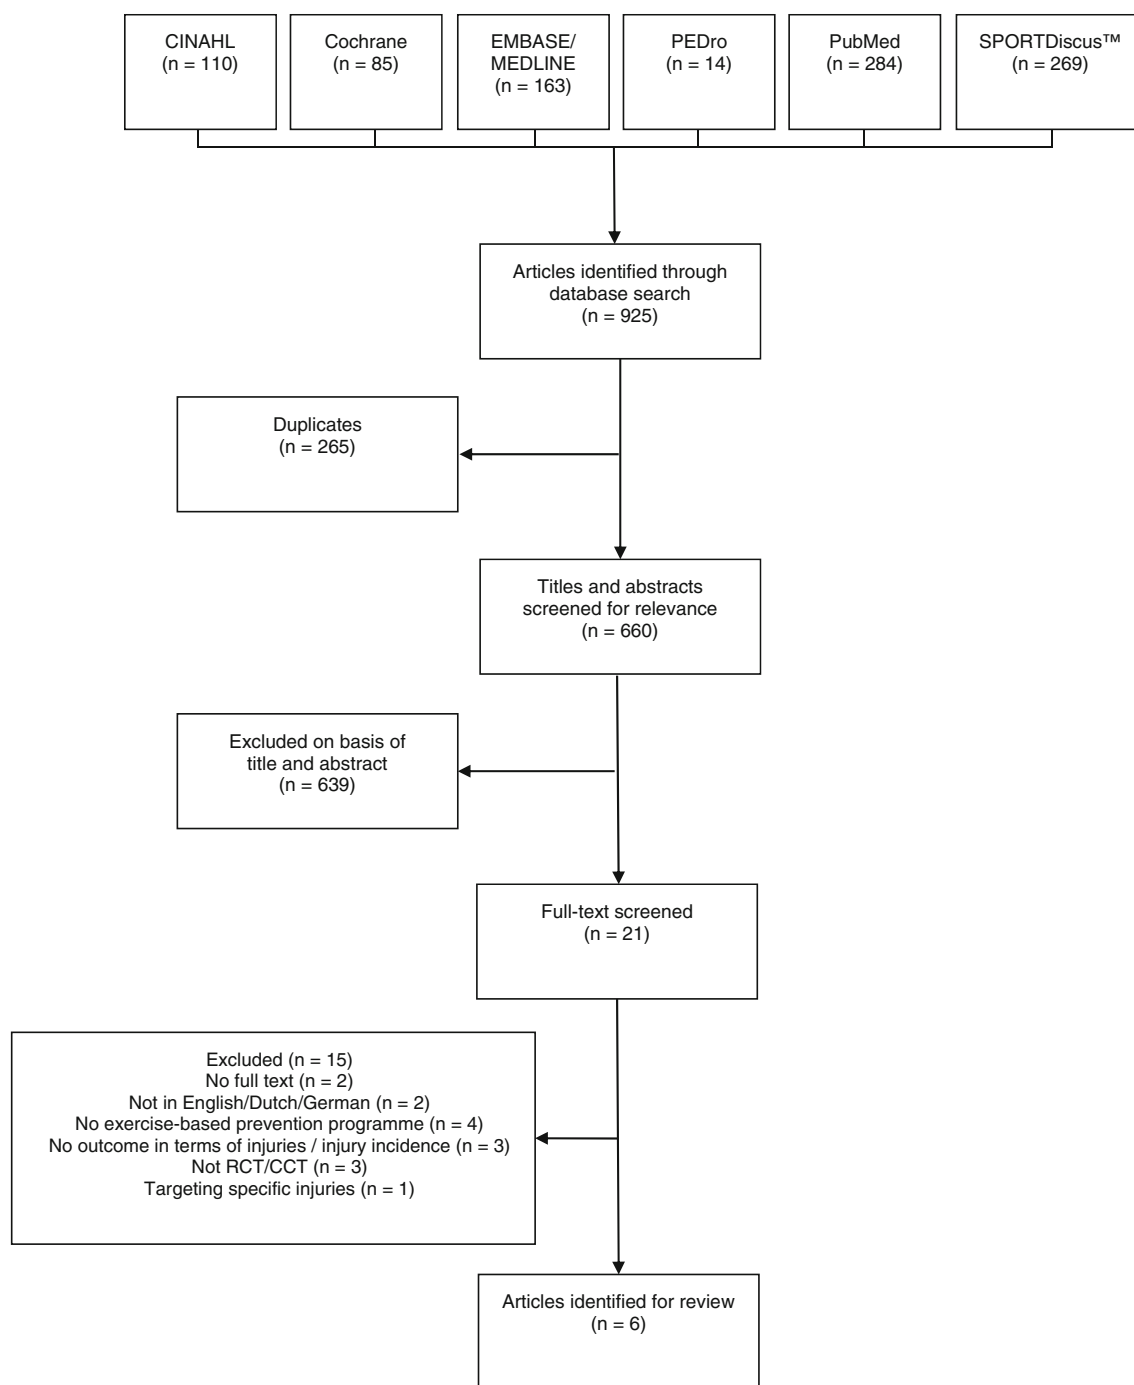 CINAHL
(n = 110)
Cochrane
(n = 85)
EMBASE/
MEDLINE
(n = 163)
PEDro
(n = 14)
PubMed
(n = 284)
SPORTDiscus™
(n = 269)
Articles identified through
database search
(n = 925)
Duplicates
(n = 265)
Titles and abstracts
screened for relevance
(n = 660)
Excluded on basis of
title and abstract
(n = 639)
Full-text screened
(n = 21)
Excluded (n = 15)
No full text (n = 2)
Not in English/Dutch/German (n = 2)
No exercise-based prevention programme (n = 4)
No outcome in terms of injuries / injury incidence (n = 3)
Not RCT/CCT (n = 3)
Targeting specific injuries (n = 1)
Articles identified for review
(n = 6)